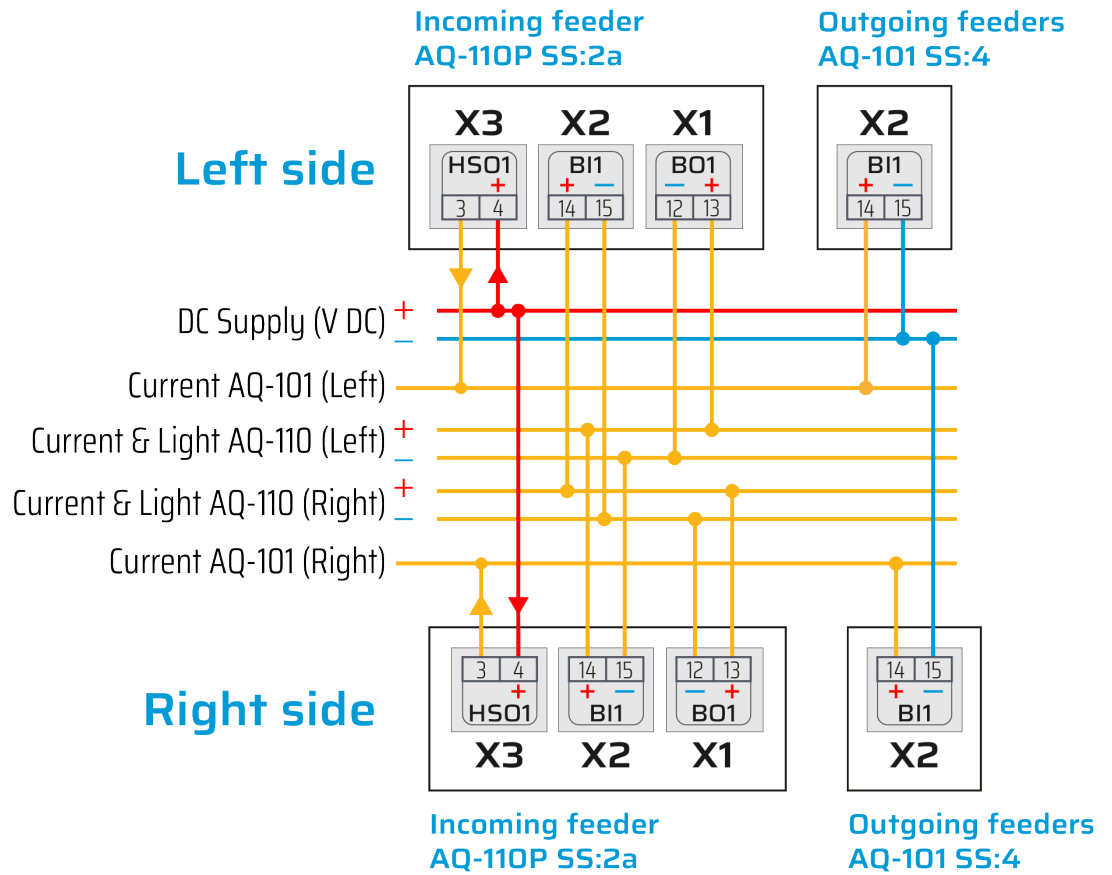 Incoming feeder
AQ-110P SS:2a
Outgoing feeders
AQ-101 SS:4
Left side
X3
X2
X1
X2
HSO1
BI1
BO1
BI1
+
+ −
− +
+ −
3 4
14 15
12 13
14 15
DC Supply (V DC) +
−
Current AQ-101 (Left)
Current & Light AQ-110 (Left) +
−
Current & Light AQ-110 (Right) +
−
Current AQ-101 (Right)
Right side
3 4
14 15
12 13
14 15
+
+ −
− +
+ −
HSO1
BI1
BO1
BI1
X3
X2
X1
X2
Incoming feeder
AQ-110P SS:2a
Outgoing feeders
AQ-101 SS:4